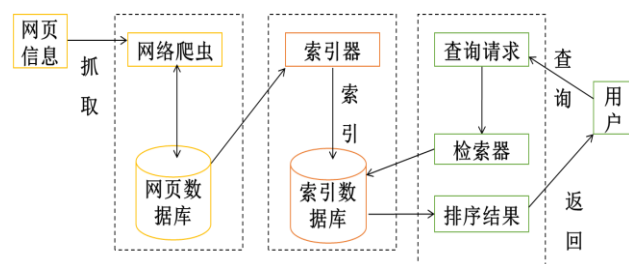 网页
信息
抓
取
网络爬虫
网页数
据库
索引器
索
引
索引数
据库
查询请求
检索器
排序结果
查
询
用
户
返
回